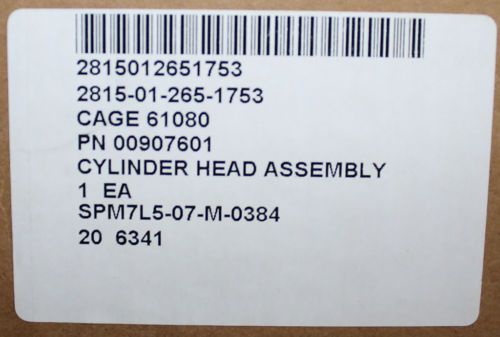 2815012651753
2815-01-265-1753
CAGE 61080
PN 00907601
CYLINDER HEAD ASSEMBLY
1 EA
SPM7L5-07-M-0384
20 6341